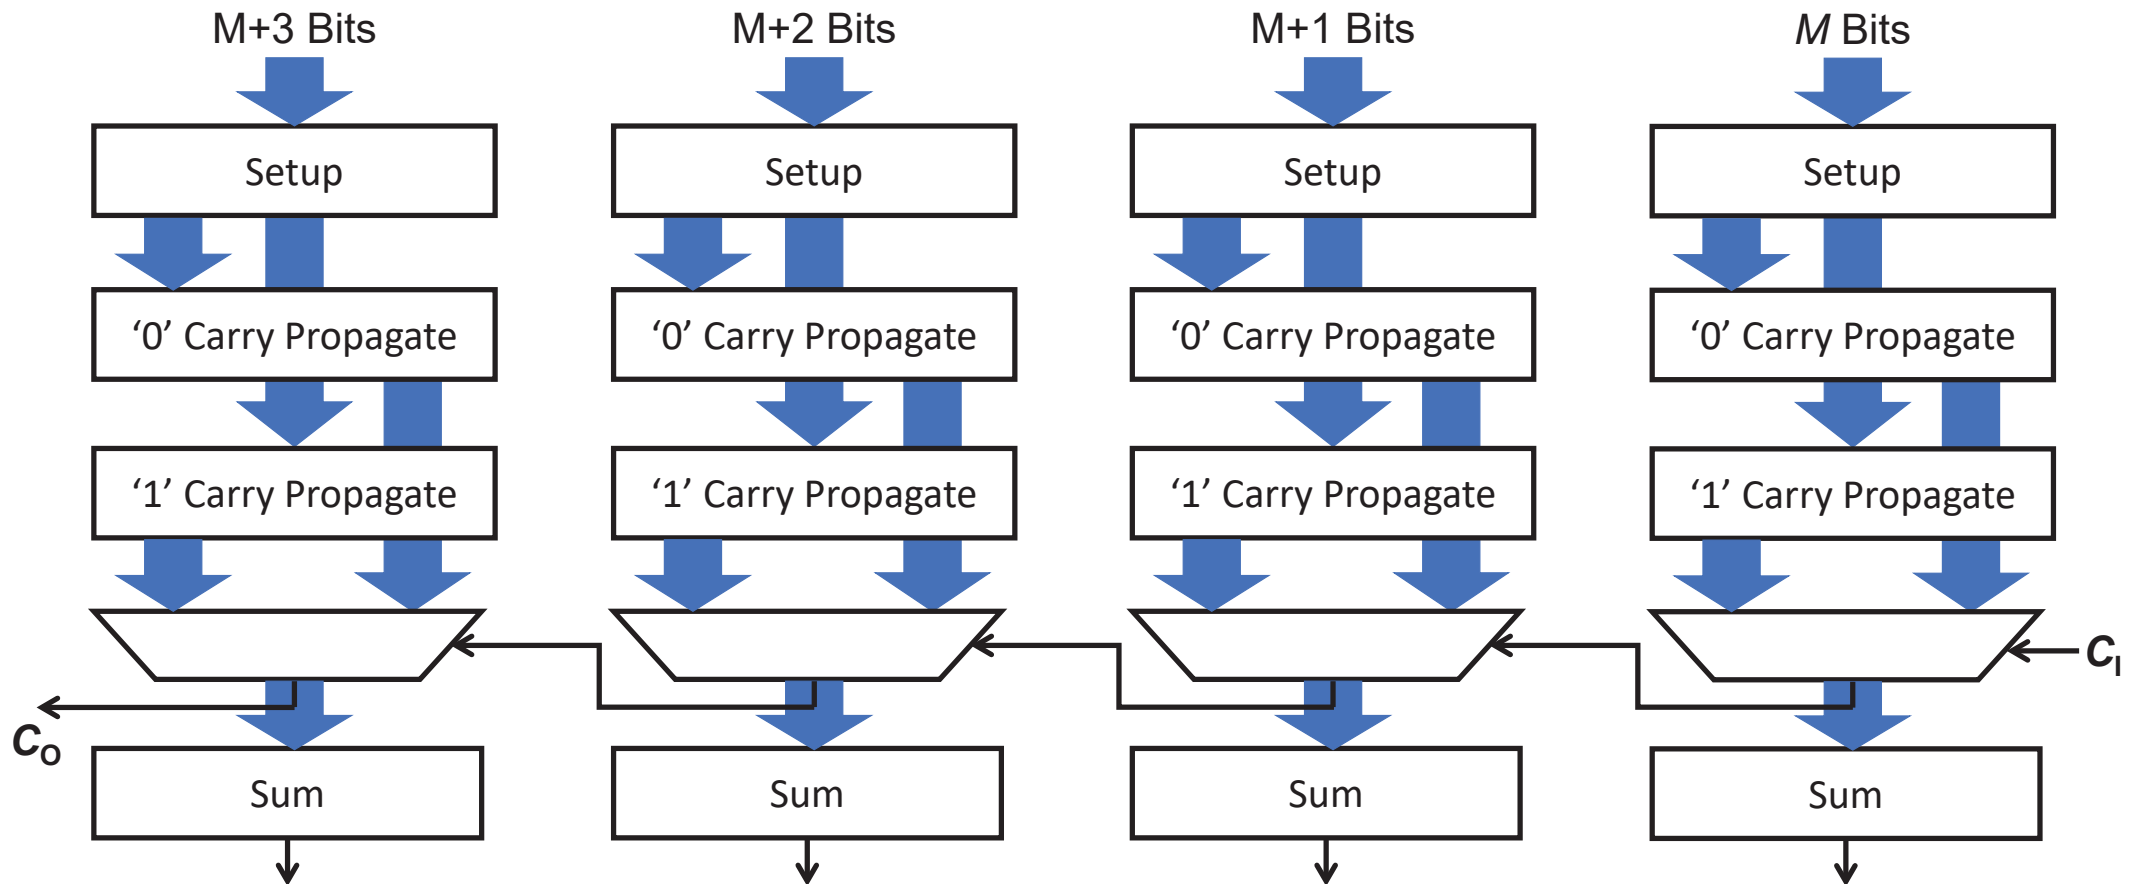 M+3 Bits
M+2 Bits
M+1 Bits
M Bits
Setup
Setup
Setup
Setup
‘0’ Carry Propagate
‘0’ Carry Propagate
‘0’ Carry Propagate
‘0’ Carry Propagate
‘1’ Carry Propagate
‘1’ Carry Propagate
‘1’ Carry Propagate
‘1’ Carry Propagate
CI
CO
Sum
Sum
Sum
Sum